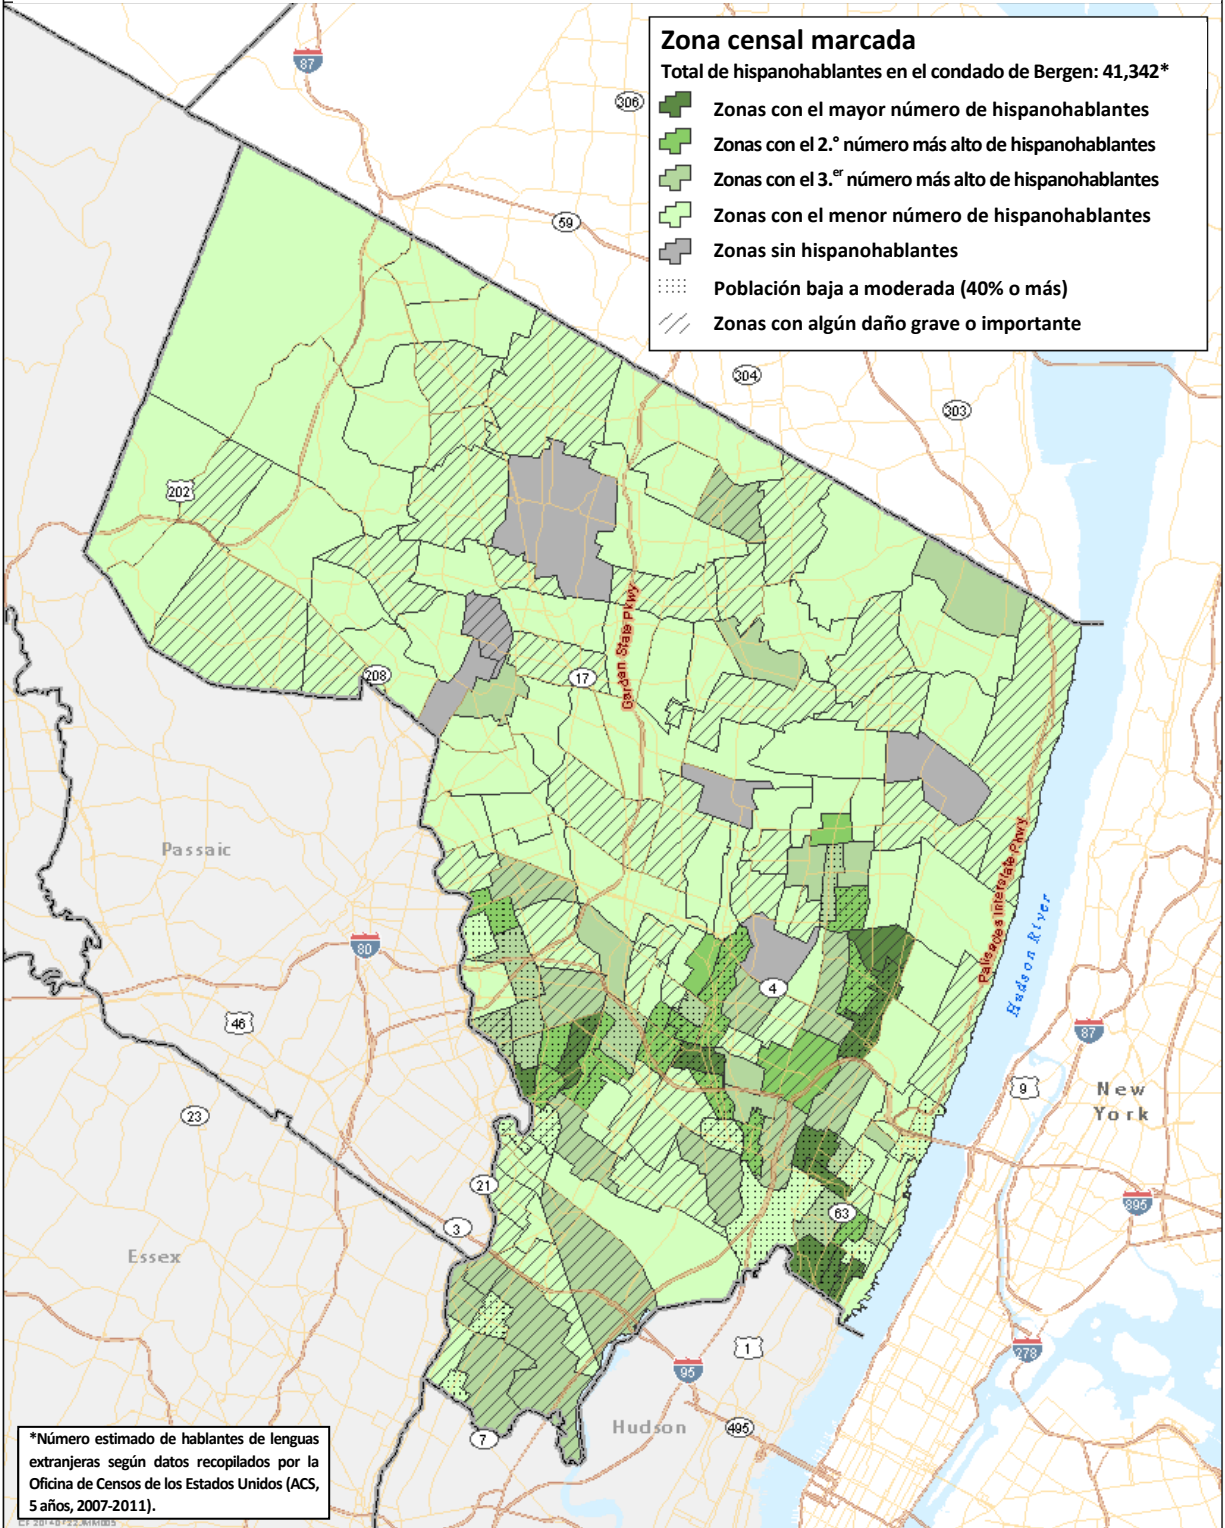 Zona censal marcada
Total de hispanohablantes en el condado de Bergen: 41,342*
Zonas con el mayor número de hispanohablantes
Zonas con el 2.° número más alto de hispanohablantes
Zonas con el 3.er número más alto de hispanohablantes
Zonas con el menor número de hispanohablantes
Zonas sin hispanohablantes
Población baja a moderada (40% o más)
Zonas con algún daño grave o importante
87
306
59
304
303
202
Garden State Pkwy
208
17
Passaic
Palisades Interstate Pkwy
Hudson River
80
4
46
87
9
New
York
23
21
895
3
63
Essex
1
278
95
Hudson
495
7
*Número estimado de hablantes de lenguas
extranjeras según datos recopilados por la
Oficina de Censos de los Estados Unidos (ACS,
5 años, 2007-2011).